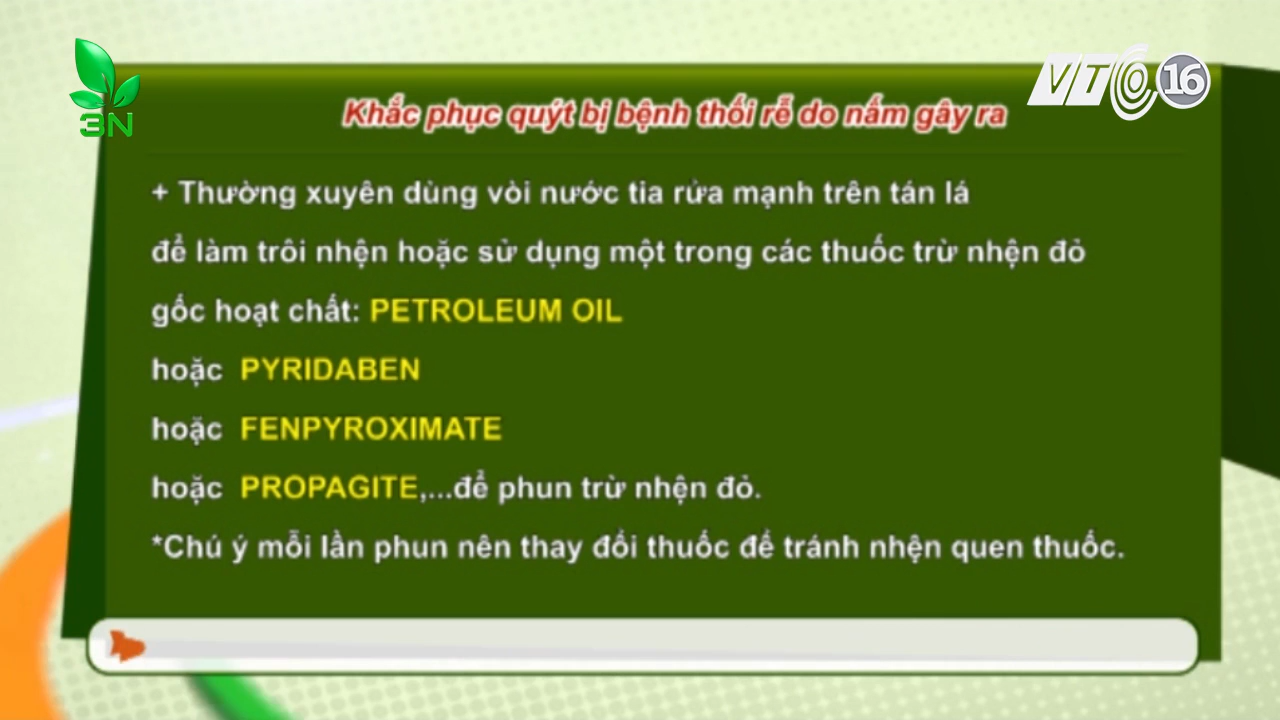 3N
VTC16
Khắc phục quýt bị bệnh thối rễ do nấm gây ra
+ Thường xuyên dùng vòi nước tia rửa mạnh trên tán lá
để làm trôi nhện hoặc sử dụng một trong các thuốc trừ nhện đỏ
gốc hoạt chất: PETROLEUM OIL
hoặc PYRIDABEN
hoặc FENPYROXIMATE
hoặc PROPAGITE,...để phun trừ nhện đỏ.
*Chú ý mỗi lần phun nên thay đổi thuốc để tránh nhện quen thuốc.